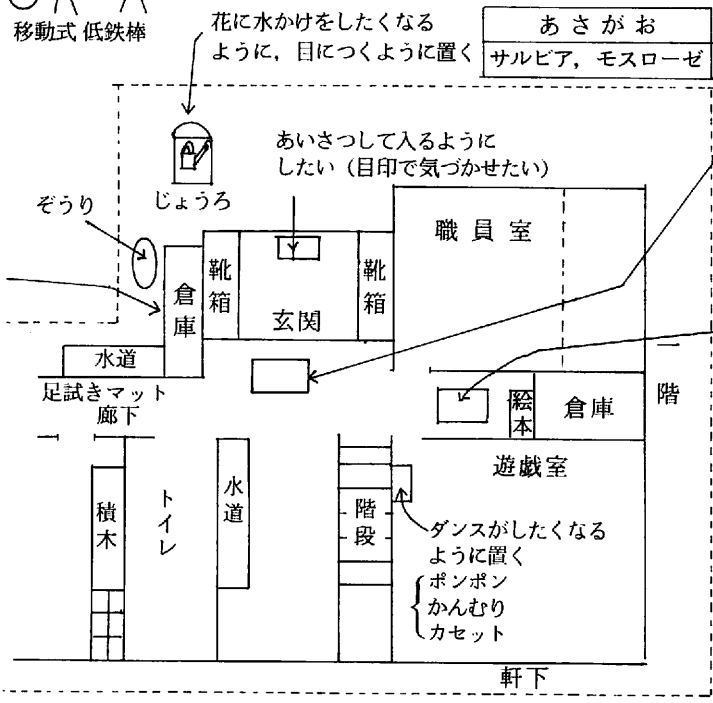 移動式 低鉄棒
花に水かけをしたくなる
ように，目につくように置く
あさがお
サルビア，モスローゼ
じょうろ
あいさつして入るように
したい（目印で気づかせたい）
ぞうり
職員室
靴箱
靴箱
倉庫
玄関
水道
足試きマット
廊下
絵本
倉庫
一階
遊戯室
積木
トイレ
水道
階段
ダンスがしたくなる
ように置く
ポンポン
かんむり
カセット
軒下